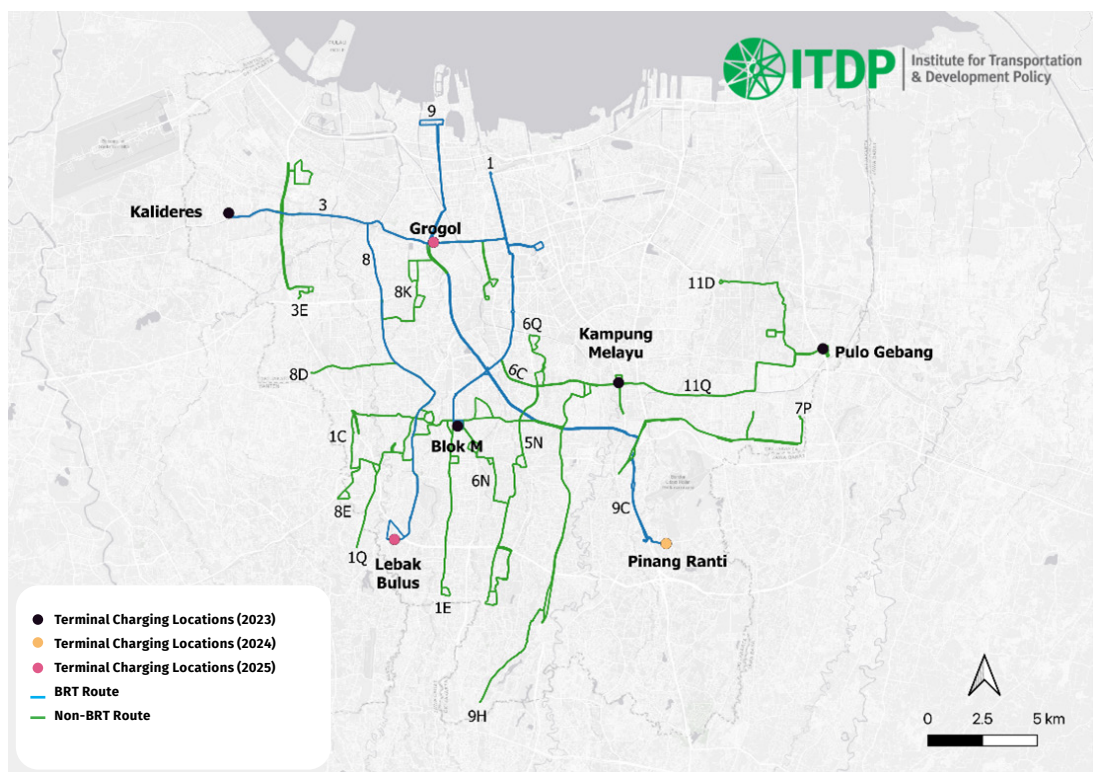 ITDP
Institute for Transportation
& Development Policy
9
1
Kalideres
3
Grogol
8
8K
3E
11D
6Q
Kampung
Melayu
Pulo Gebang
6C
8D
11Q
7P
1C
Blok M
5N
6N
8E
9C
1Q
Lebak
Bulus
Pinang Ranti
1E
9H
Terminal Charging Locations (2023)
Terminal Charging Locations (2024)
Terminal Charging Locations (2025)
BRT Route
Non-BRT Route
0 2.5 5 km